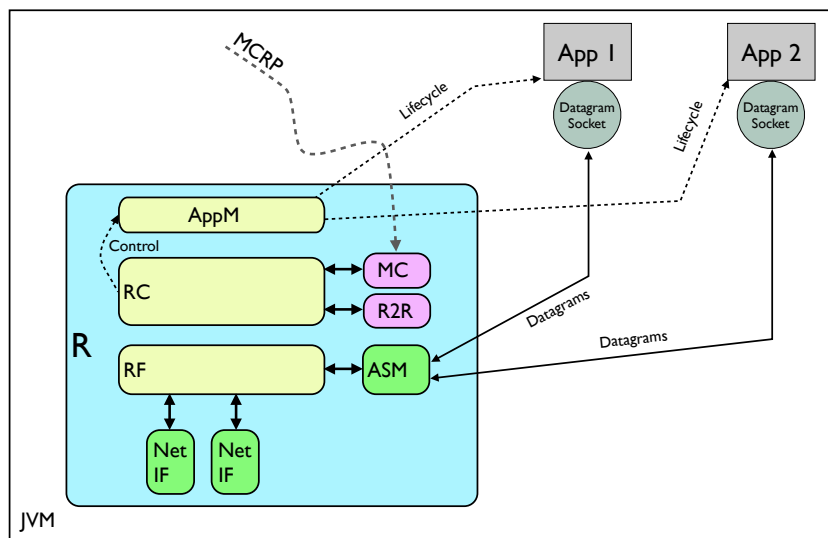 MCRP
App 1
App 2
Lifecycle
Datagram
Socket
Datagram
Socket
Lifecycle
AppM
Control
RC
MC
R2R
R
RF
ASM
Datagrams
Datagrams
Net
IF
Net
IF
JVM